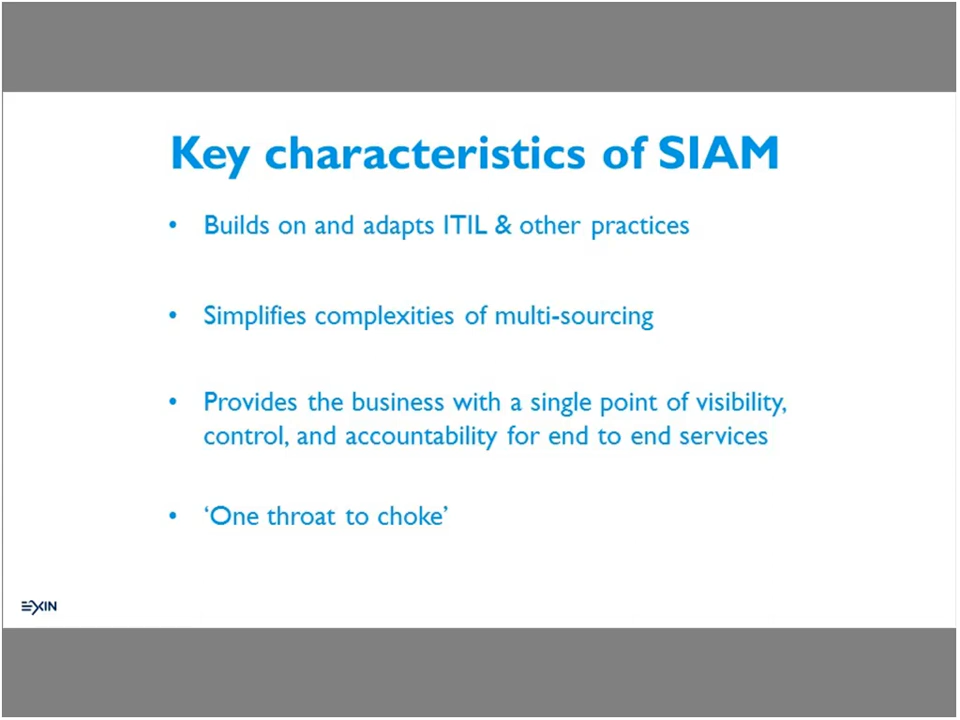 Key characteristics of SIAM
• Builds on and adapts ITIL & other practices
• Simplifies complexities of multi-sourcing
• Provides the business with a single point of visibility,
control, and accountability for end to end services
• ‘One throat to choke’
EXIN